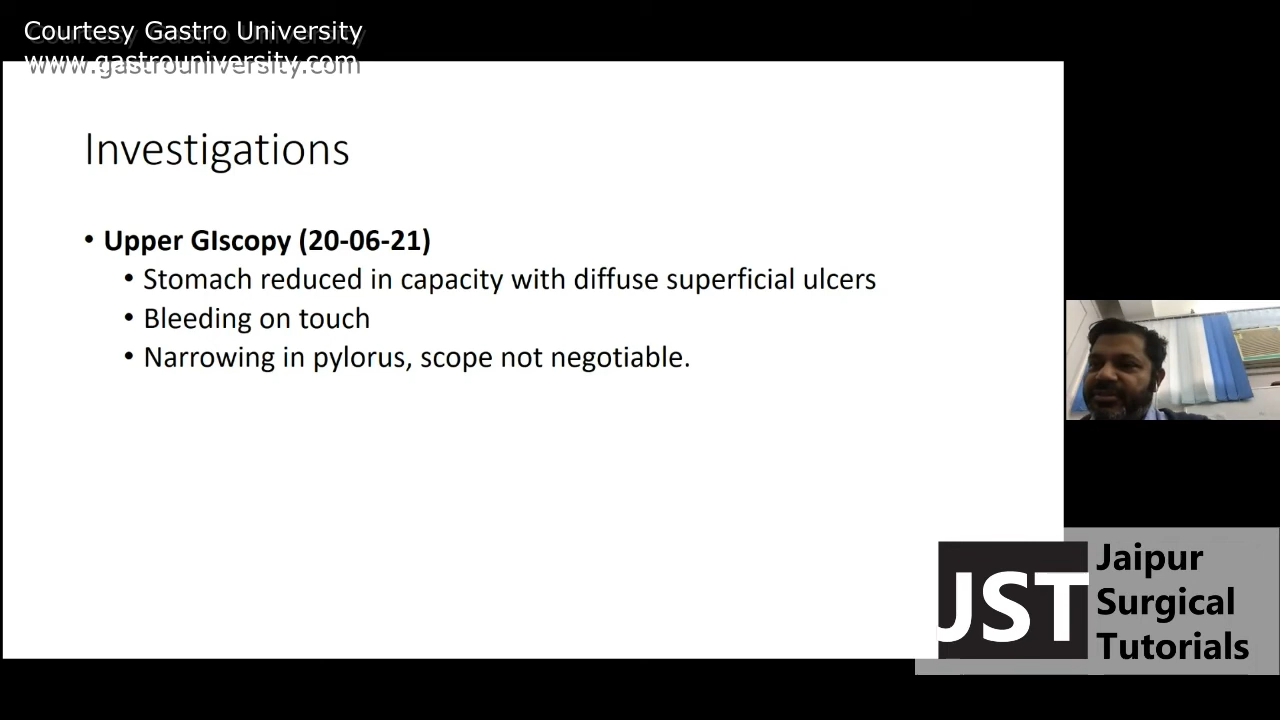 Courtesy Gastro University
www.gastrouniversity.com
Investigations
• Upper GIscopy (20-06-21)
• Stomach reduced in capacity with diffuse superficial ulcers
• Bleeding on touch
• Narrowing in pylorus, scope not negotiable.
JST
Jaipur
Surgical
Tutorials